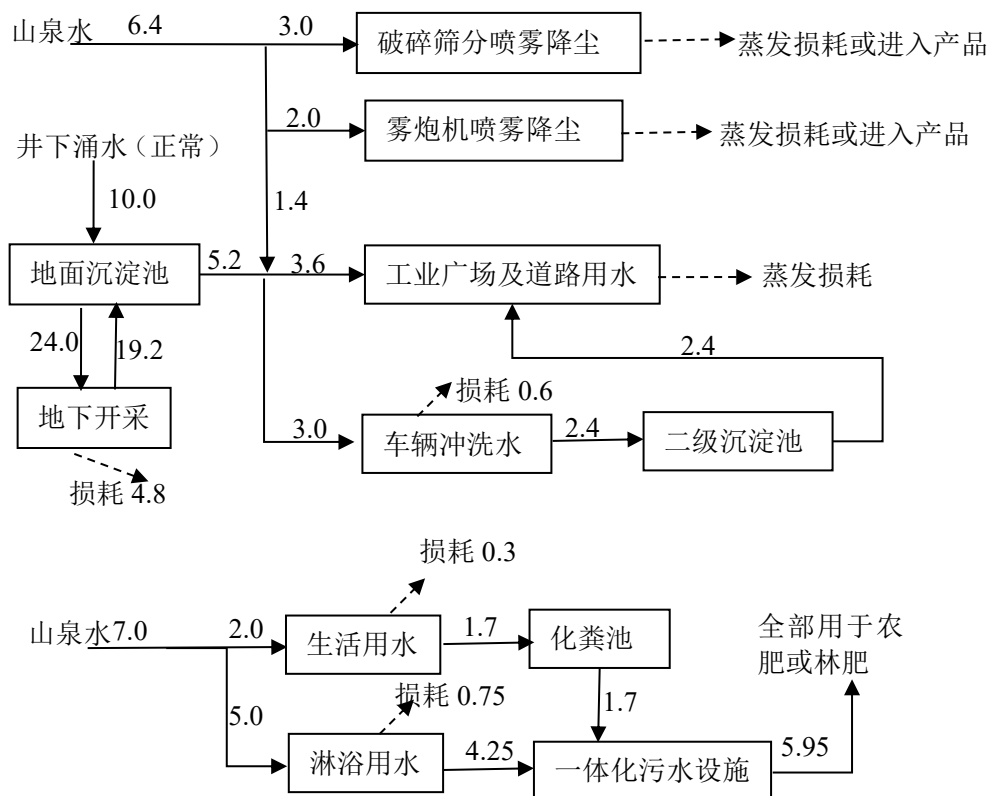 山泉水 6.4 3.0 破碎筛分喷雾降尘 蒸发损耗或进入产品
2.0 雾炮机喷雾降尘 蒸发损耗或进入产品
井下涌水（正常）
10.0 1.4
地面沉淀池 5.2 3.6 工业广场及道路用水 蒸发损耗
24.0 19.2 2.4
损耗 0.6
地下开采 3.0 车辆冲洗水 2.4 二级沉淀池
损耗 4.8
损耗 0.3
山泉水7.0 2.0 生活用水 1.7 化粪池 全部用于农
肥或林肥
损耗 0.75
5.0 1.7
淋浴用水 4.25 一体化污水设施 5.95